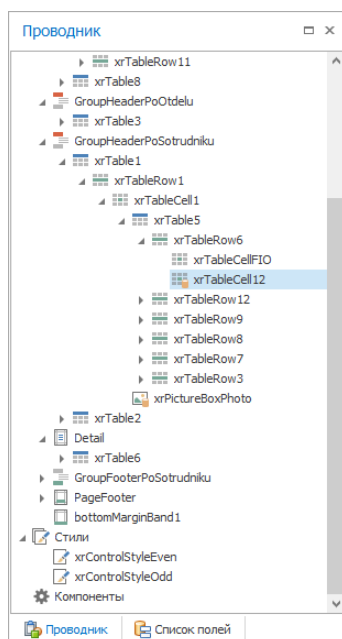 Проводник
xrTableRow11
xrTable8
GroupHeaderPoOtdelu
xrTable3
GroupHeaderPoSotrudniku
xrTable1
xrTableRow1
xrTableCell1
xrTable5
xrTableRow6
xrTableCellFIO
xrTableCell12
xrTableRow12
xrTableRow9
xrTableRow8
xrTableRow7
xrTableRow3
xrPictureBoxPhoto
xrTable2
Detail
xrTable6
GroupFooterPoSotrudniku
PageFooter
bottomMarginBand1
Стили
xrControlStyleEven
xrControlStyleOdd
Компоненты
Проводник Список полей